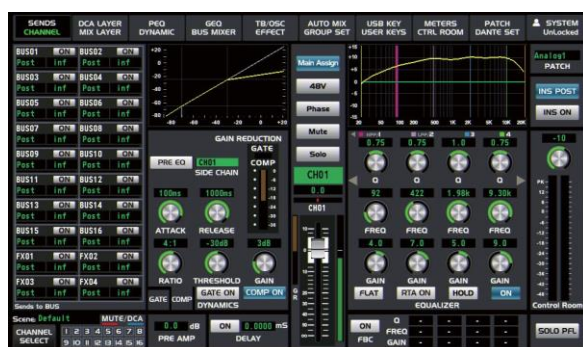 SENDS CHANNEL
DCA LAYER MIX LAYER
PEQ DYNAMIC
GEQ BUS MIXER
TB/OSC EFFECT
AUTO MIX GROUP SET
USB KEY USER KEYS
METERS CTRL ROOM
PATCH DANTE SET
SYSTEM UnLocked
BUS01 ON BUS02 ON
Post inf Post inf
BUS03 ON BUS04 ON
Post inf Post inf
BUS05 ON BUS06 ON
Post inf Post inf
BUS07 ON BUS08 ON
Post inf Post inf
BUS09 ON BUS10 ON
Post inf Post inf
BUS11 ON BUS12 ON
Post inf Post inf
BUS13 ON BUS14 ON
Post inf Post inf
BUS15 ON BUS16 ON
Post inf Post inf
FX01 ON FX02 ON
Post inf Post inf
FX03 ON FX04 ON
Post inf Post inf
Sends to BUS
Scene: Default MUTE/DCA
CHANNEL SELECT
1 2 3 4 5 6 7 8
9 10 11 12 13 14 15 16
+20
-20
-40
-60
-80
-80 -60 -40 -20 +20
GAIN REDUCTION
GATE
COMP
PRE EQ
CH01
SIDE CHAIN
100ms 1000ms
ATTACK RELEASE
4:1 -30dB 3dB
RATIO THRESHOLD GAIN
GATE COMP
GATE ON COMP ON
DYNAMICS
0.0 dB
PRE AMP
ON 0.0000 mS
DELAY
Main Assign
48V
Phase
Mute
Solo
CH01
0.0
CH01
0.75 0.75 1.0 0.75
Q Q Q Q
92 422 1.98k 9.30k
FREQ FREQ FREQ FREQ
4.0 7.0 5.0 9.0
GAIN GAIN GAIN GAIN
FLAT RTA ON HOLD ON
EQUALIZER
ON
FBC
Q
FREQ
GAIN
Analog1
PATCH
INS POST
INS ON
-10
Control Room
SOLO PFL